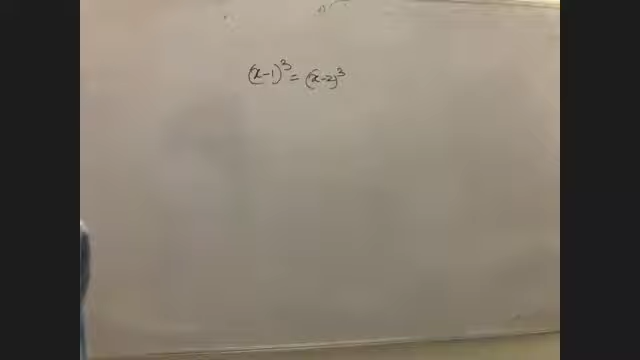 (x-1)³ = (x-2)³